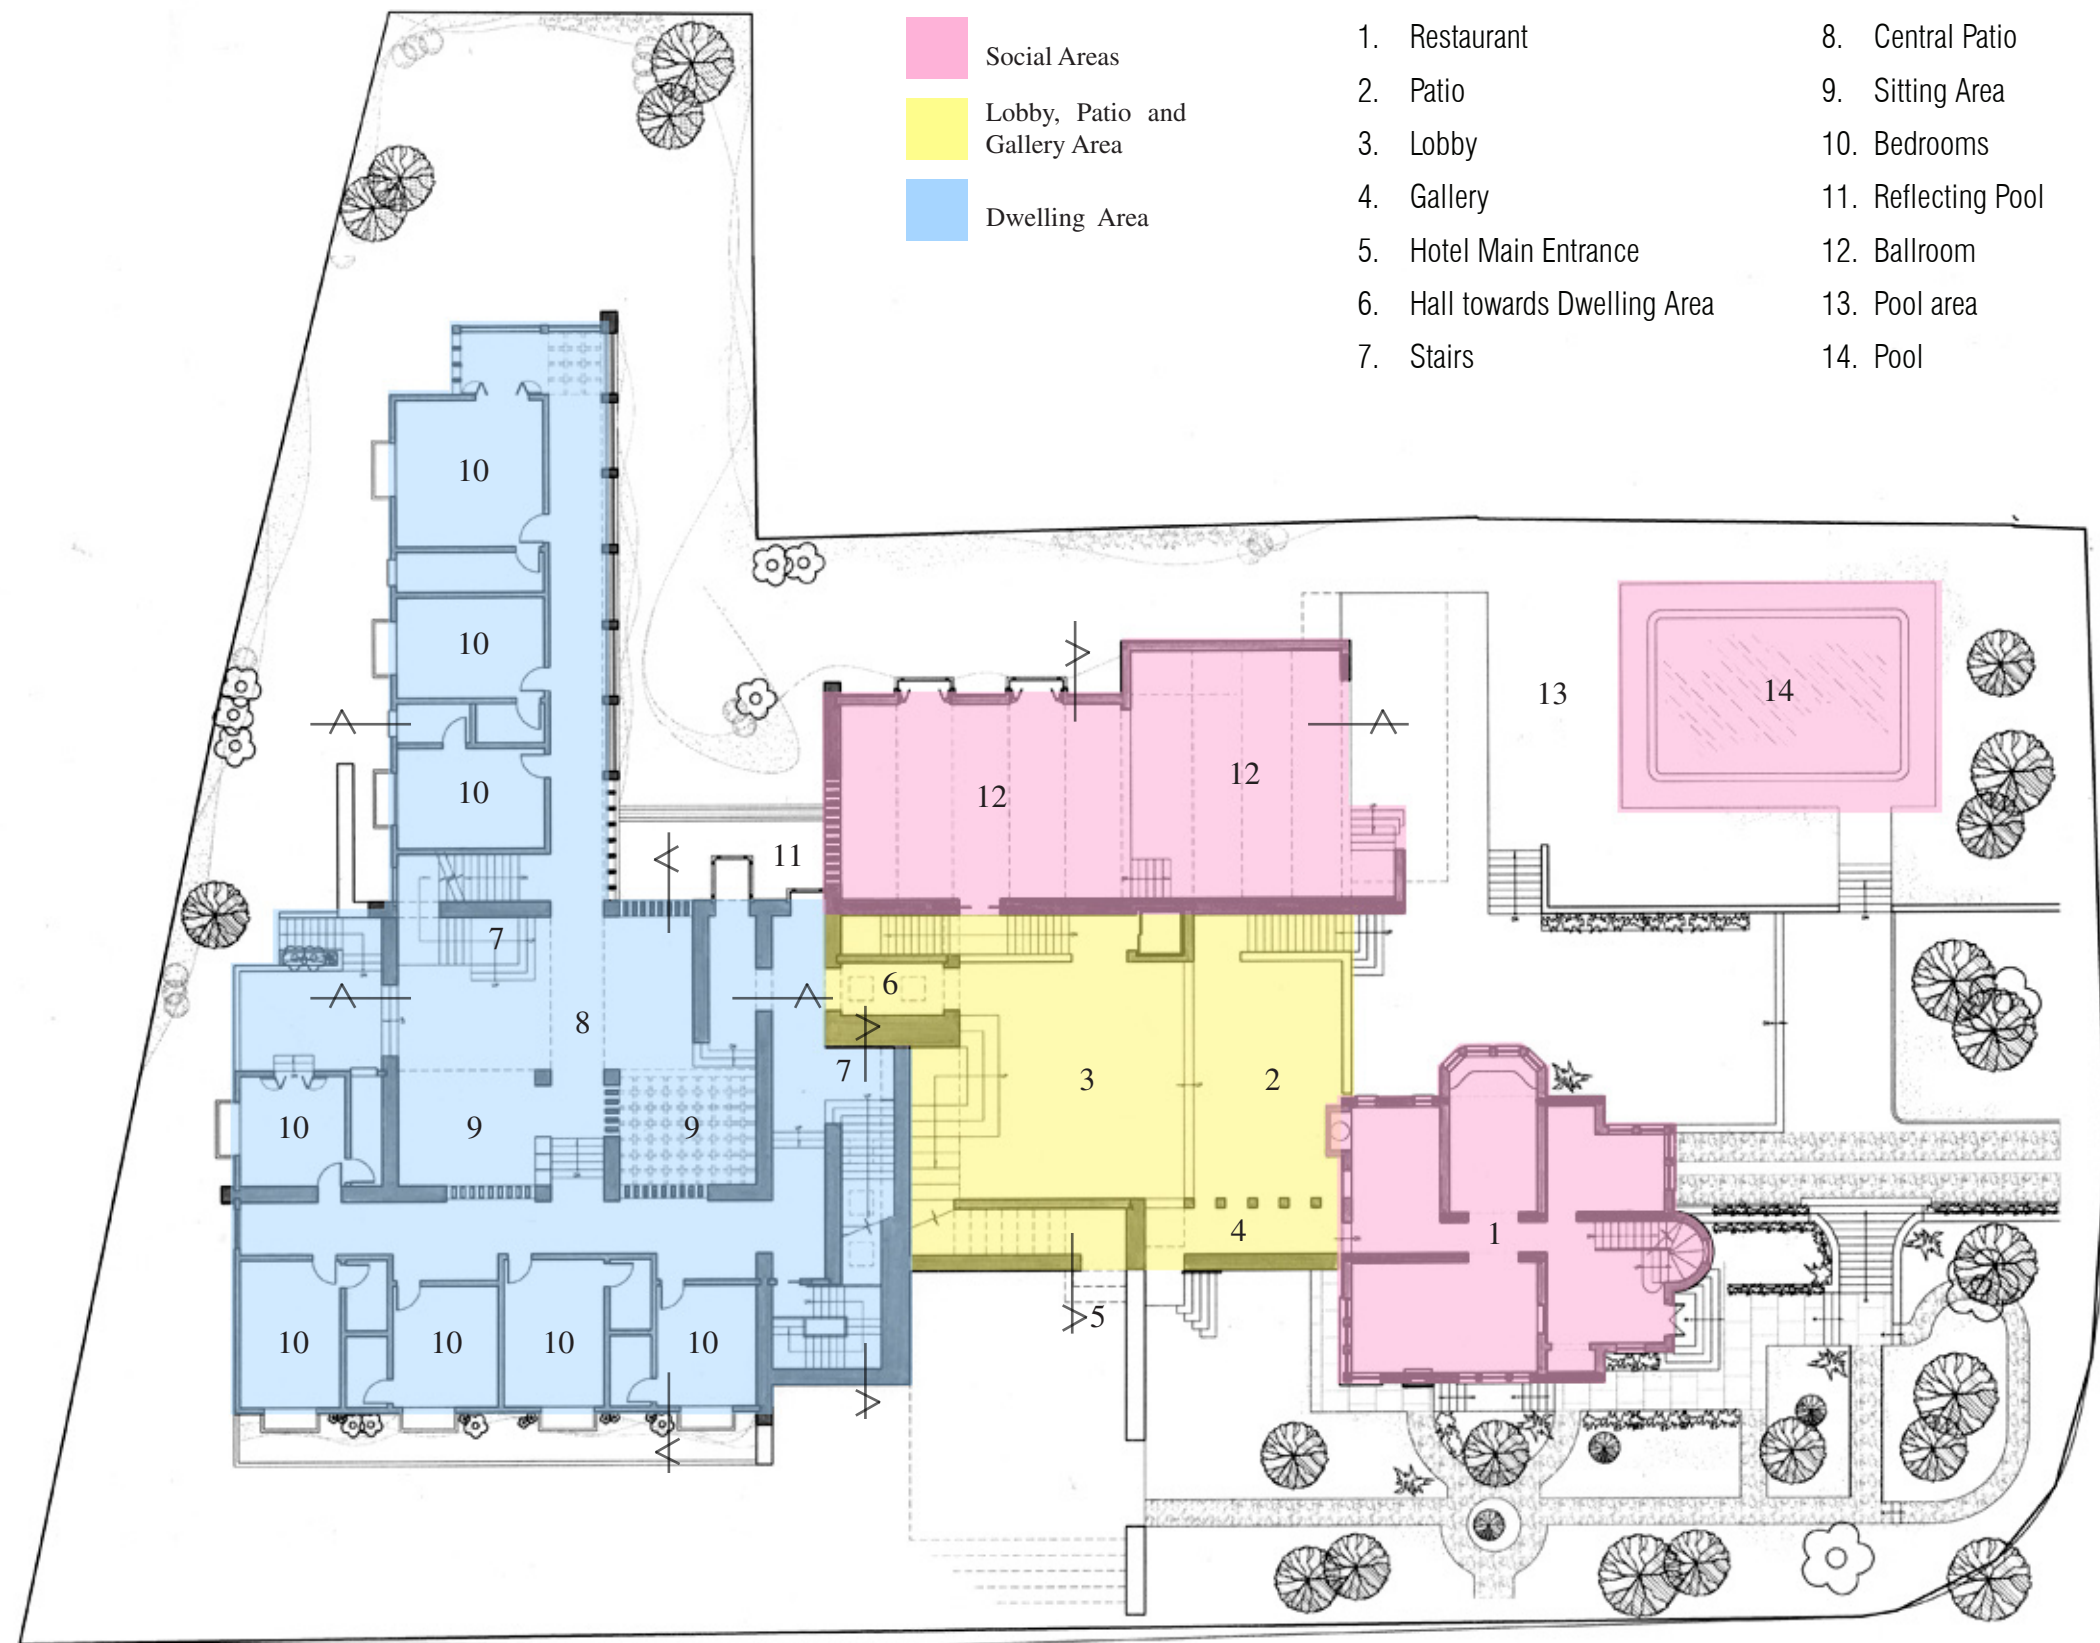 Social Areas
Lobby, Patio and
Gallery Area
Dwelling Area
1. Restaurant
2. Patio
3. Lobby
4. Gallery
5. Hotel Main Entrance
6. Hall towards Dwelling Area
7. Stairs
8. Central Patio
9. Sitting Area
10. Bedrooms
11. Reflecting Pool
12. Ballroom
13. Pool area
14. Pool
10
10
13
14
12
12
10
11
7
6
8
7
3
2
10
9
9
4
1
5
10
10
10
10